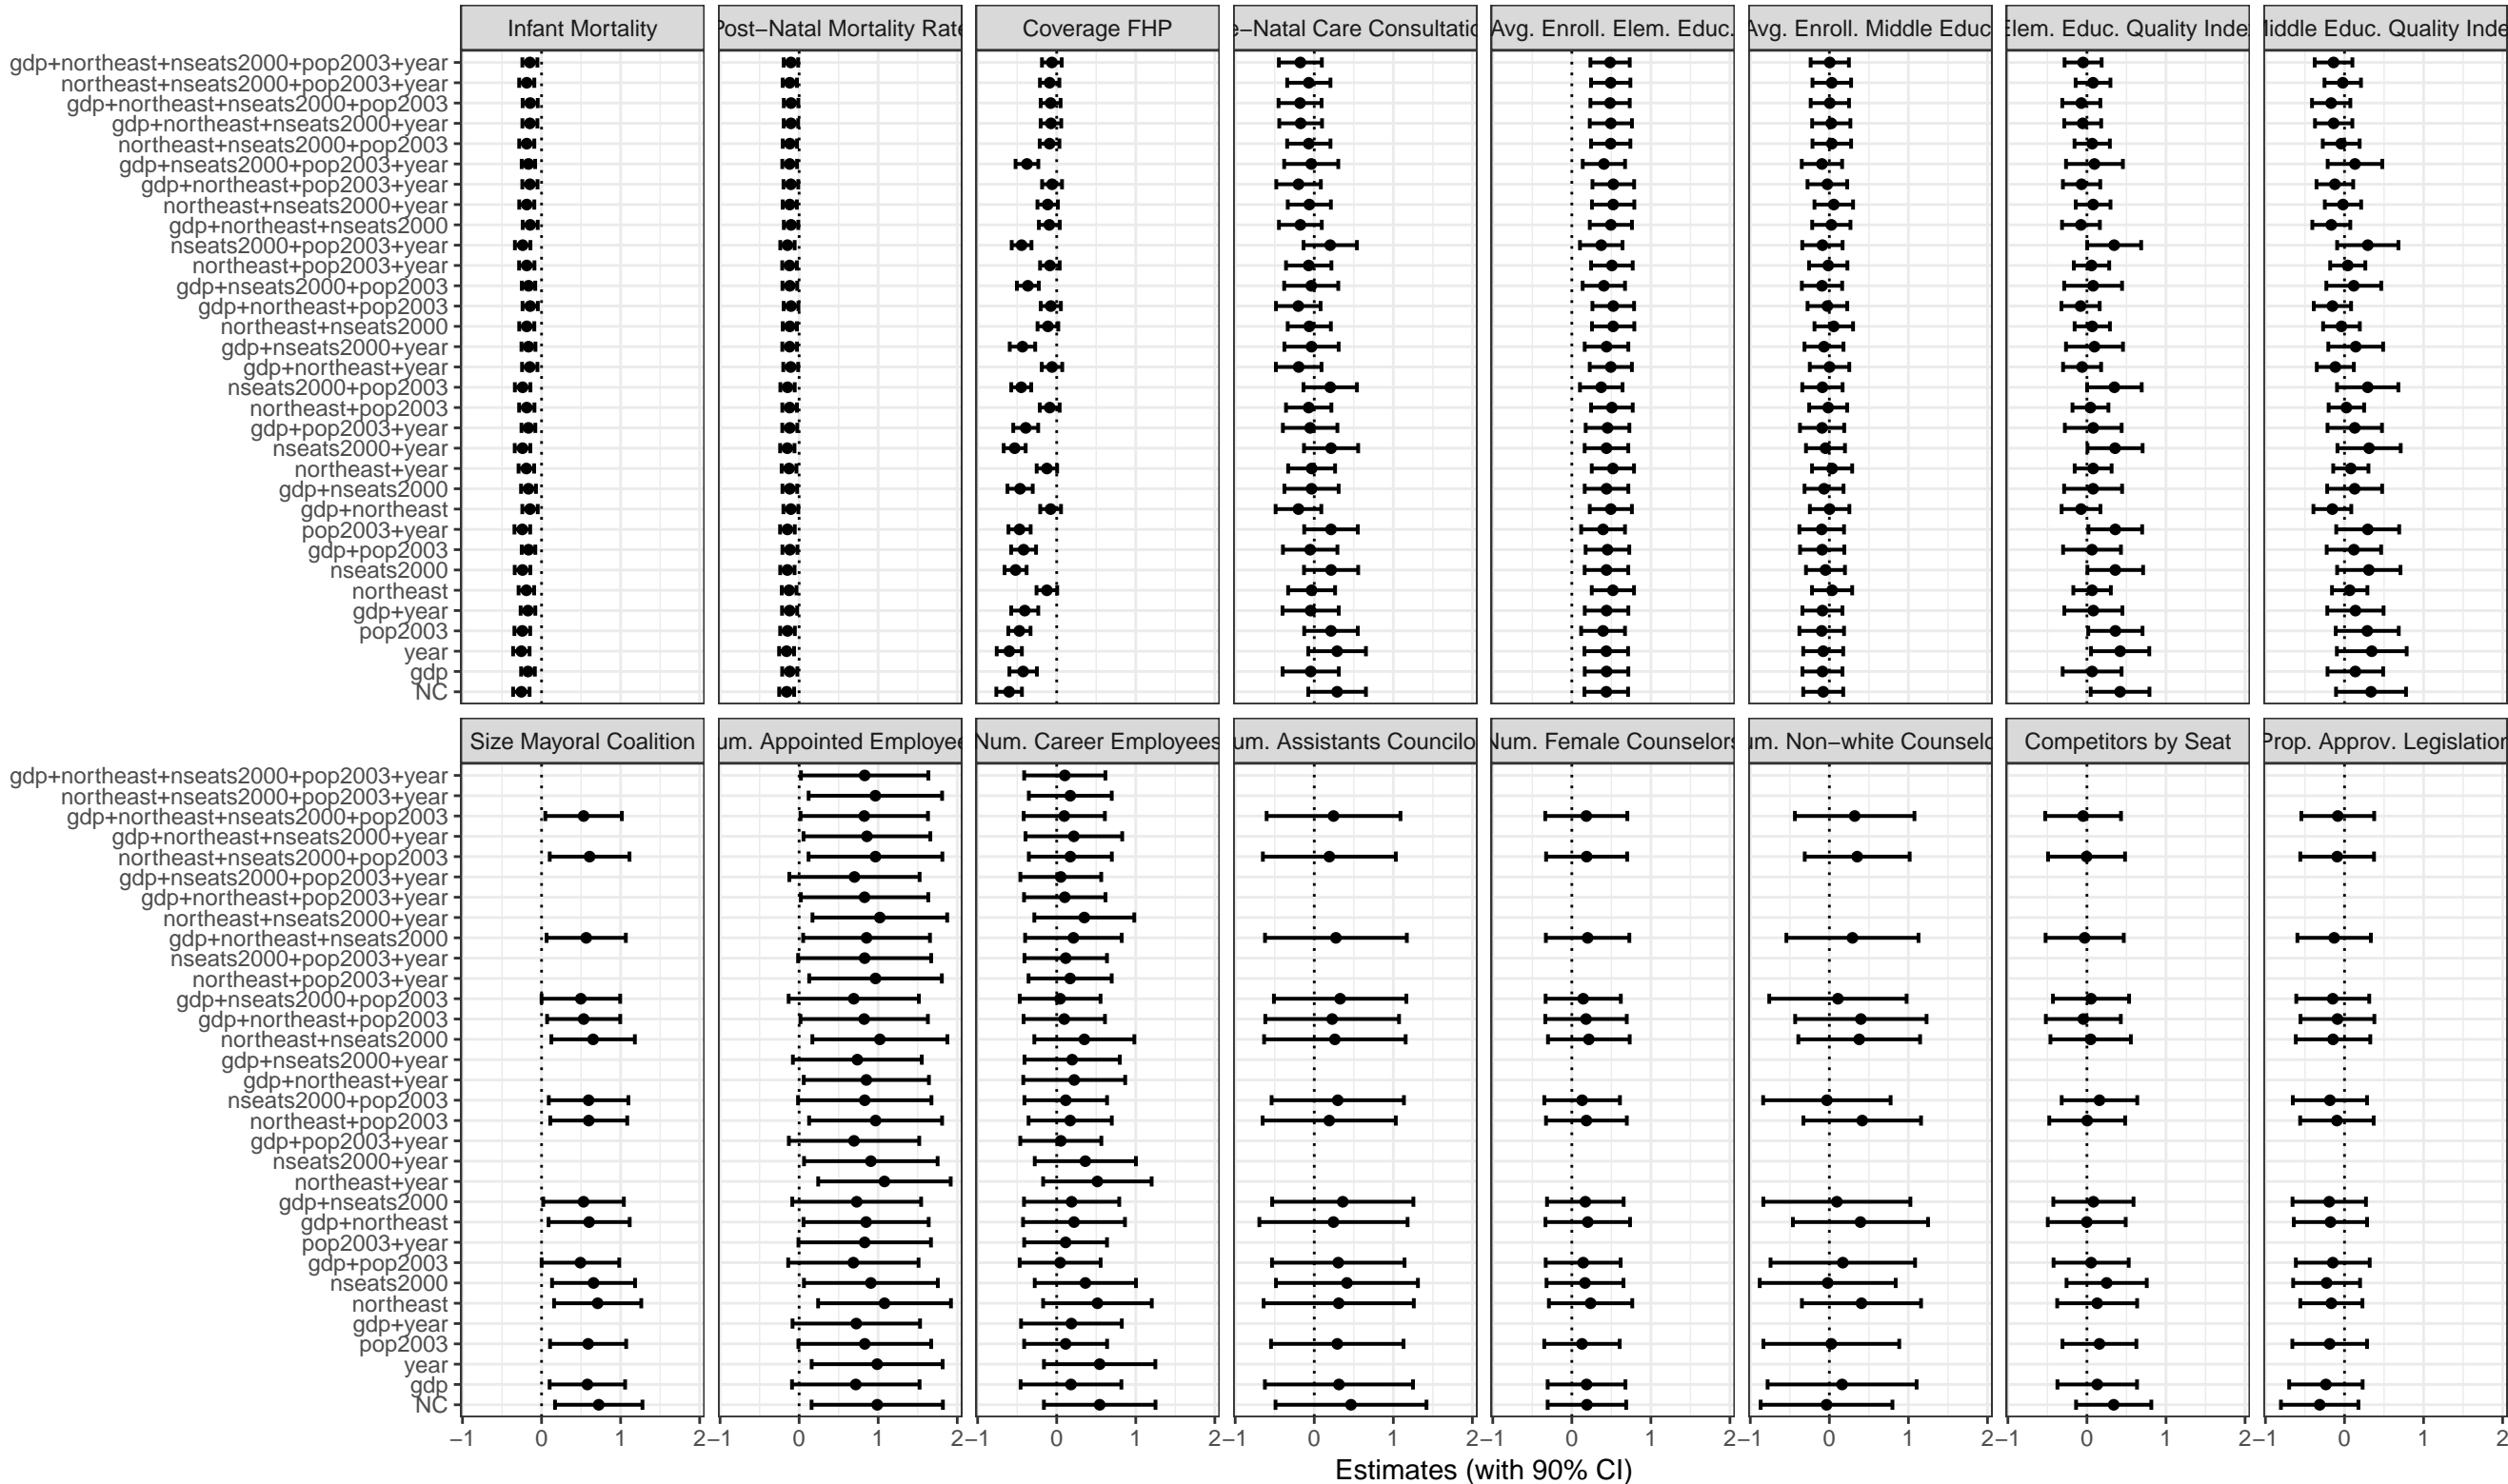 Infant Mortality
Post−Natal Mortality Rate
Coverage FHP
e−Natal Care Consultatio
Avg. Enroll. Elem. Educ.
Avg. Enroll. Middle Educ
Elem. Educ. Quality Inde
Middle Educ. Quality Inde
gdp+northeast+nseats2000+pop2003+year
northeast+nseats2000+pop2003+year
gdp+northeast+nseats2000+pop2003
gdp+northeast+nseats2000+year
northeast+nseats2000+pop2003
gdp+nseats2000+pop2003+year
gdp+northeast+pop2003+year
northeast+nseats2000+year
gdp+northeast+nseats2000
nseats2000+pop2003+year
northeast+pop2003+year
gdp+nseats2000+pop2003
gdp+northeast+pop2003
northeast+nseats2000
gdp+nseats2000+year
gdp+northeast+year
nseats2000+pop2003
northeast+pop2003
gdp+pop2003+year
nseats2000+year
northeast+year
gdp+nseats2000
gdp+northeast
pop2003+year
gdp+pop2003
nseats2000
northeast
gdp+year
pop2003
year
gdp
NC
Size Mayoral Coalition
um. Appointed Employee
Num. Career Employees
um. Assistants Councilo
Num. Female Counselors
um. Non−white Counselo
Competitors by Seat
Prop. Approv. Legislation
gdp+northeast+nseats2000+pop2003+year
northeast+nseats2000+pop2003+year
gdp+northeast+nseats2000+pop2003
gdp+northeast+nseats2000+year
northeast+nseats2000+pop2003
gdp+nseats2000+pop2003+year
gdp+northeast+pop2003+year
northeast+nseats2000+year
gdp+northeast+nseats2000
nseats2000+pop2003+year
northeast+pop2003+year
gdp+nseats2000+pop2003
gdp+northeast+pop2003
northeast+nseats2000
gdp+nseats2000+year
gdp+northeast+year
nseats2000+pop2003
northeast+pop2003
gdp+pop2003+year
nseats2000+year
northeast+year
gdp+nseats2000
gdp+northeast
pop2003+year
gdp+pop2003
nseats2000
northeast
gdp+year
pop2003
year
gdp
NC
−1 0 1 2 −1 0 1 2 −1 0 1 2 −1 0 1 2 −1 0 1 2 −1 0 1 2 −1 0 1 2 −1 0 1 2
Estimates (with 90% CI)